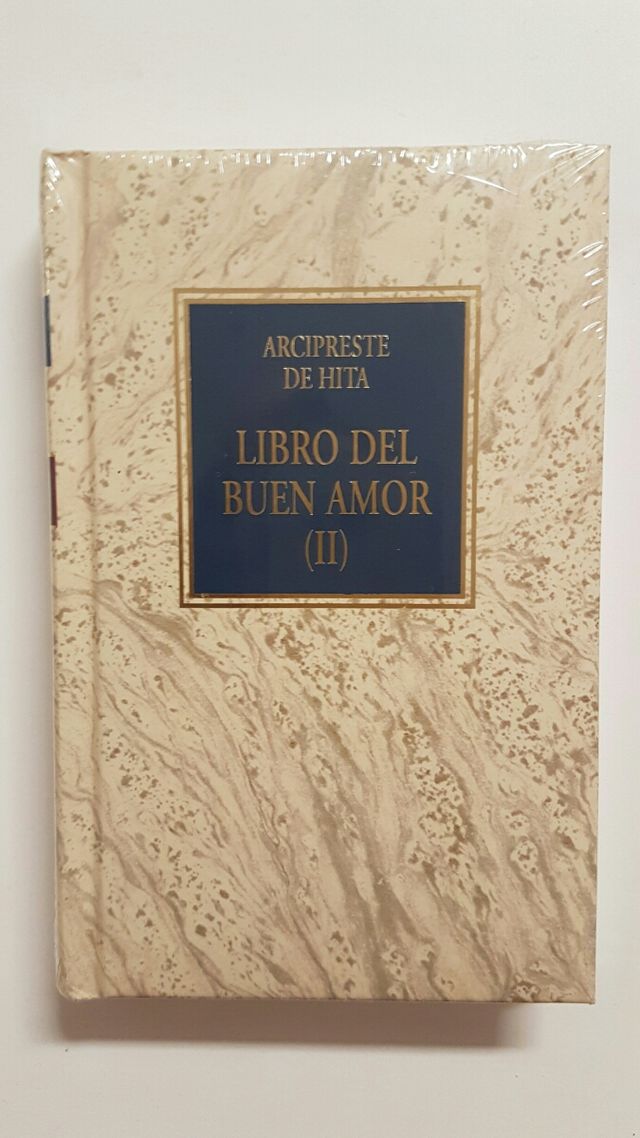 ARCIPRESTE
DE HITA
LIBRO DEL
BUEN AMOR
(II)